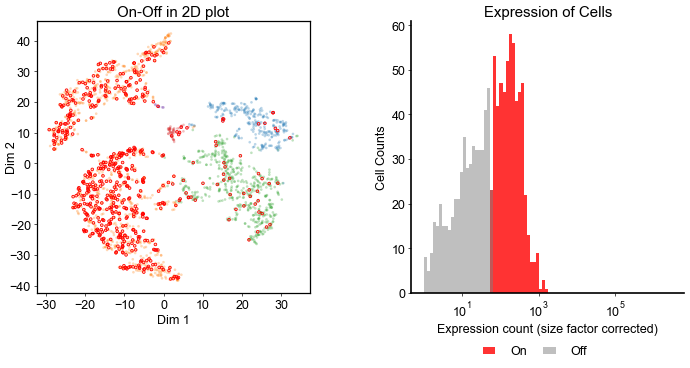 On-Off in 2D plot
Dim 2
40
30
20
10
0
−10
−20
−30
−40
−30 −20 −10 0 10 20 30
Dim 1
Expression of Cells
Cell Counts
60
50
40
30
20
10
0
10^1 10^3 10^5
Expression count (size factor corrected)
On Off